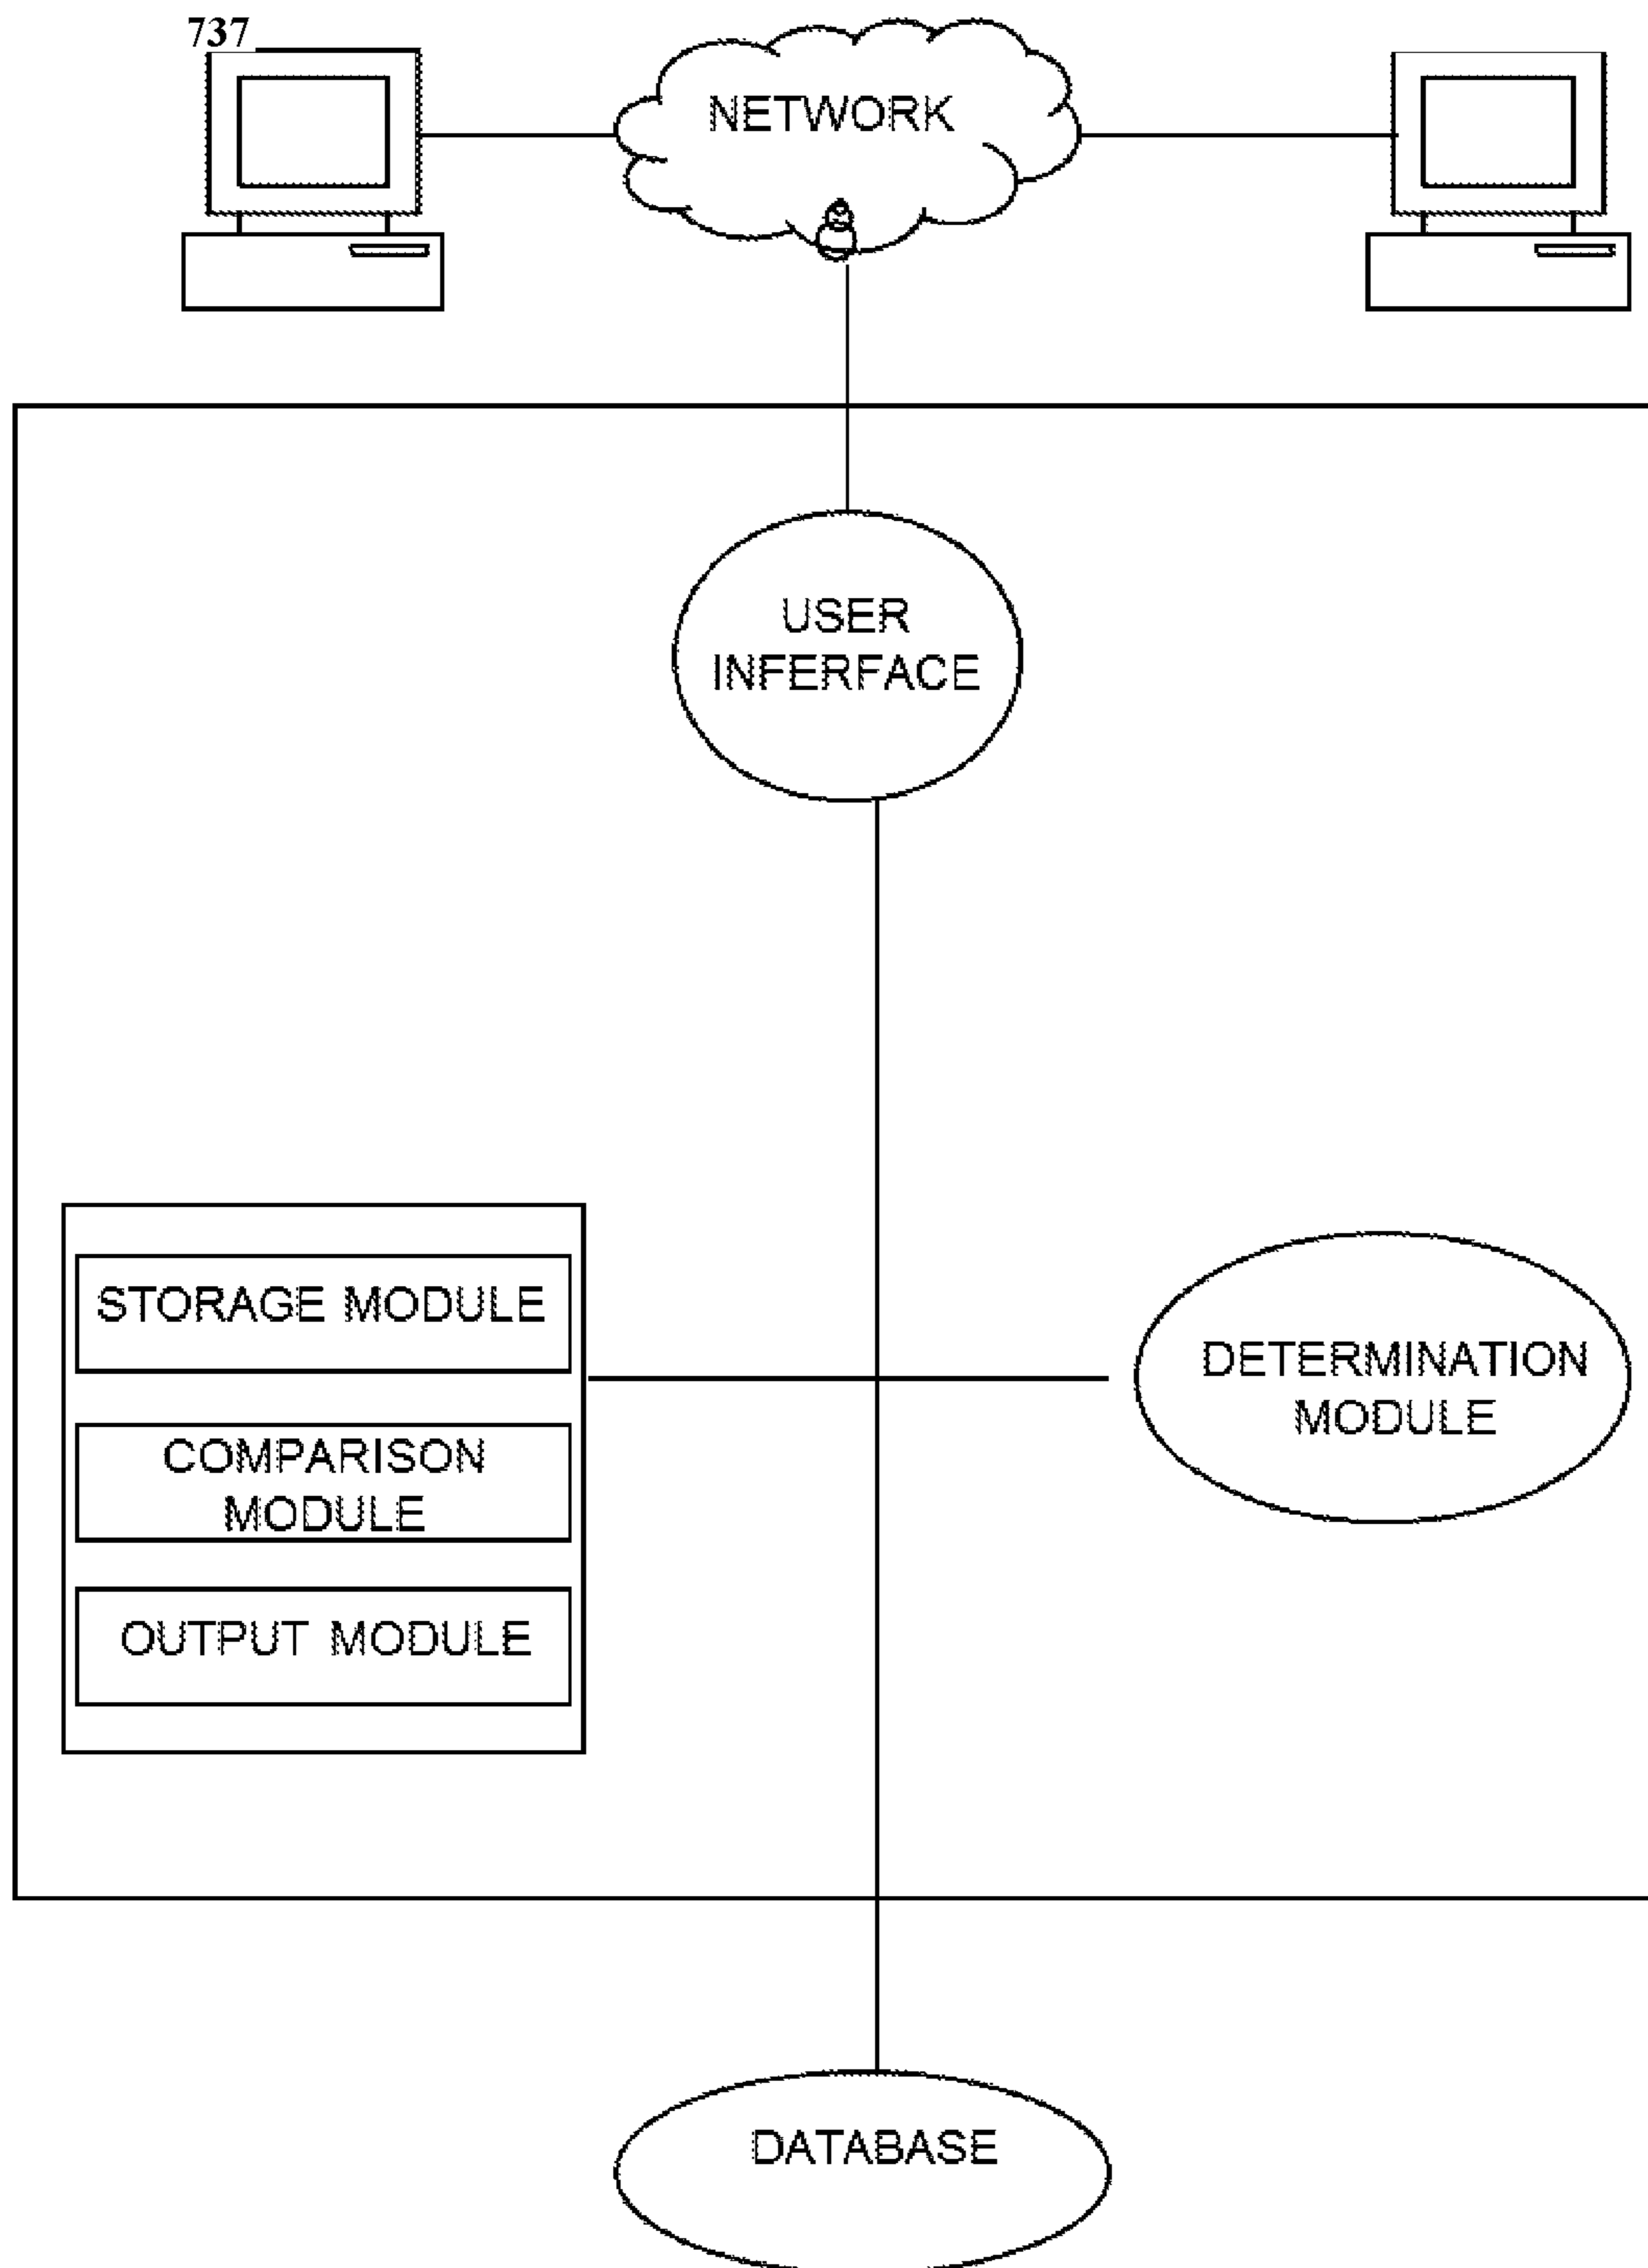 737
NETWORK
USER
INFERFACE
STORAGE MODULE
COMPARISON
MODULE
OUTPUT MODULE
DETERMINATION
MODULE
DATABASE